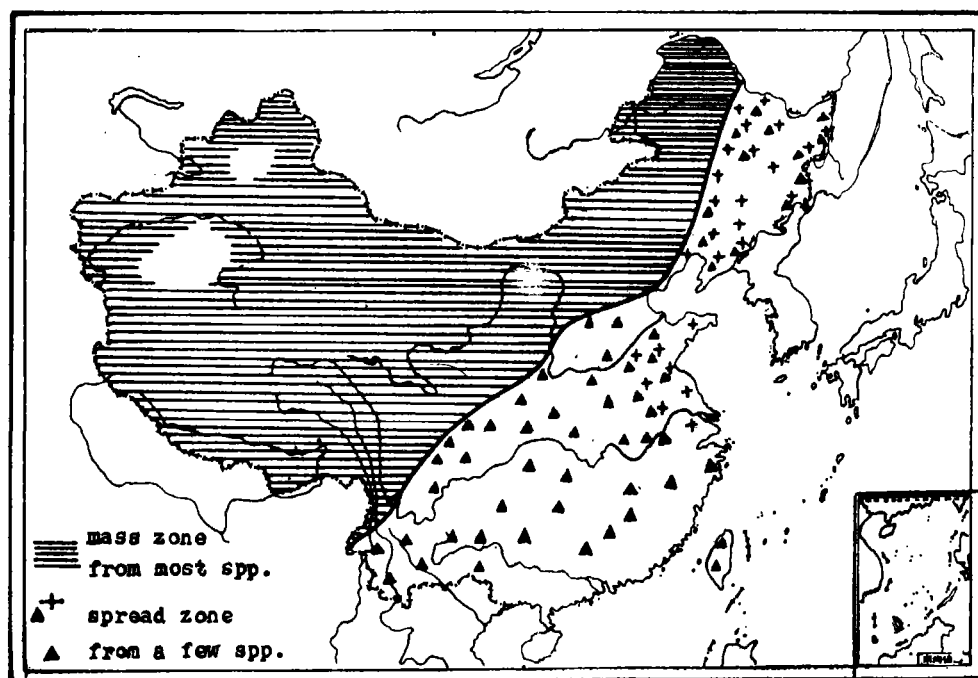 mass zone
from most spp.
spread zone
from a few spp.